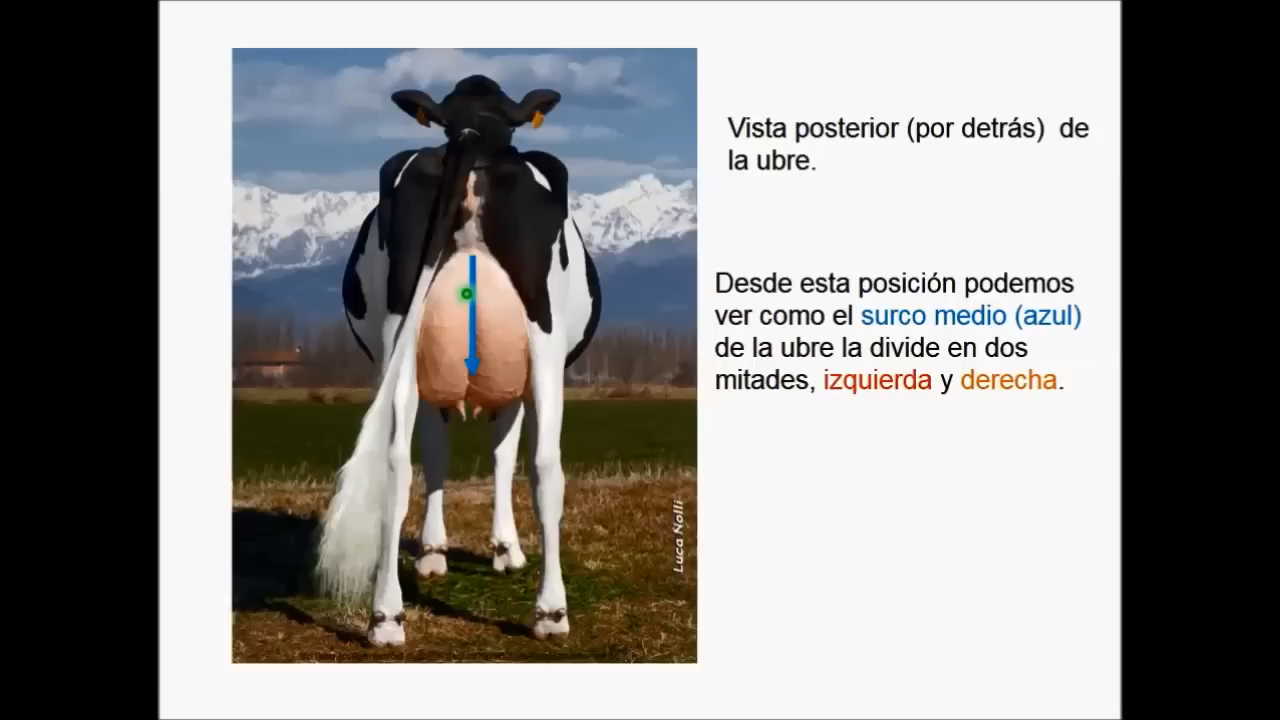 Vista posterior (por detrás) de
la ubre.
Desde esta posición podemos
ver como el surco medio (azul)
de la ubre la divide en dos
mitades, izquierda y derecha.
Luca Nolli